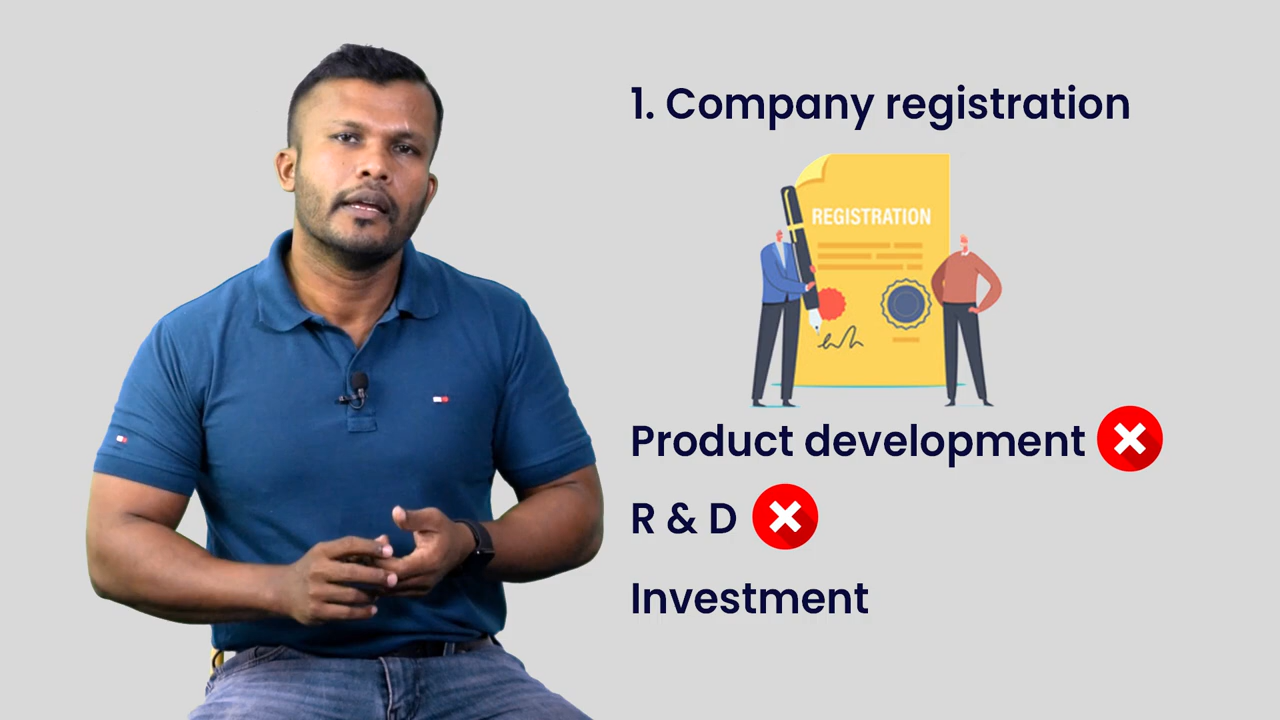 1. Company registration
REGISTRATION
Product development
R & D
Investment